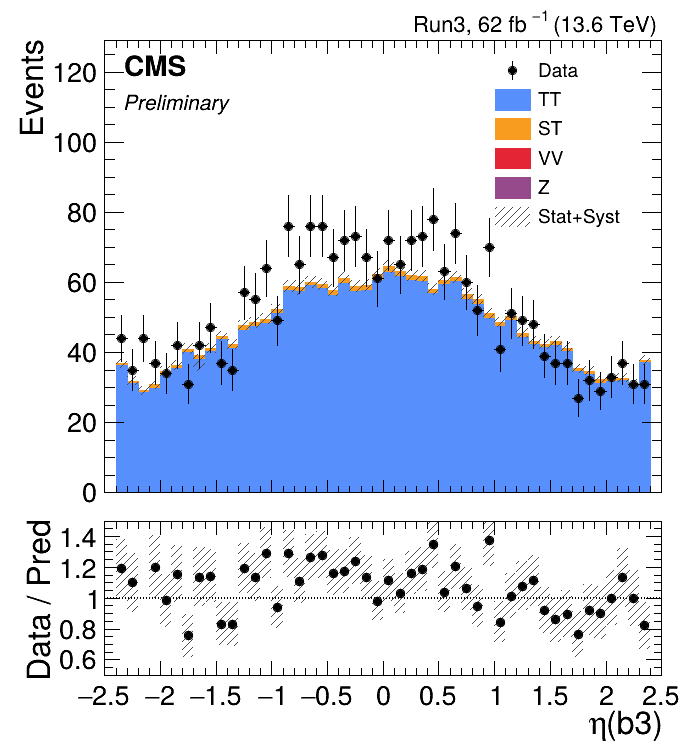 Run3, 62 fb⁻¹ (13.6 TeV)
Events
120
100
80
60
40
20
0
CMS
Preliminary
Data
TT
ST
VV
Z
Stat+Syst
Data / Pred
1.4
1.2
1
0.8
0.6
−2.5 −2 −1.5 −1 −0.5 0 0.5 1 1.5 2 2.5
η(b3)